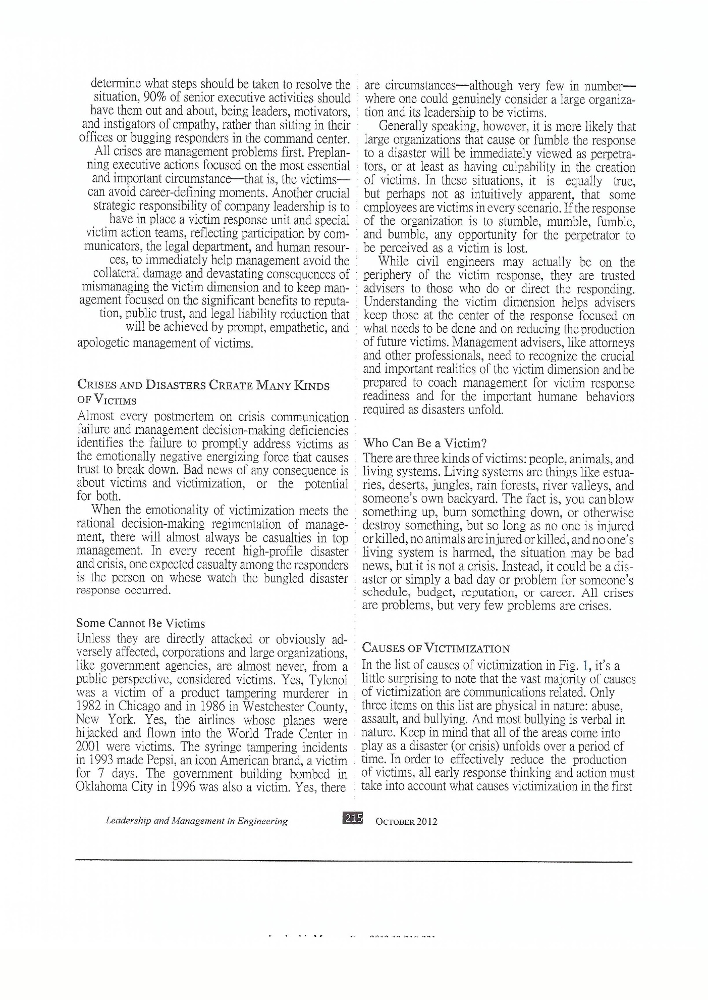 determine what steps should be taken to resolve the
situation, 90% of senior executive activities should
have them out and about, being leaders, motivators,
and instigators of empathy, rather than sitting in their
offices or bugging responders in the command center.
All crises are management problems first. Preplan-
ning executive actions focused on the most essential
and important circumstance—that is, the victims—
can avoid career-defining moments. Another crucial
strategic responsibility of company leadership is to
have in place a victim response unit and special
victim action teams, reflecting participation by com-
municators, the legal department, and human resour-
ces, to immediately help management avoid the
collateral damage and devastating consequences of
mismanaging the victim dimension and to keep man-
agement focused on the significant benefits to reputa-
tion, public trust, and legal liability reduction that
will be achieved by prompt, empathetic, and
apologetic management of victims.
CRISES AND DISASTERS CREATE MANY KINDS
OF VICTIMS
Almost every postmortem on crisis communication
failure and management decision-making deficiencies
identifies the failure to promptly address victims as
the emotionally negative energizing force that causes
trust to break down. Bad news of any consequence is
about victims and victimization, or the potential
for both.
When the emotionality of victimization meets the
rational decision-making regimentation of manage-
ment, there will almost always be casualties in top
management. In every recent high-profile disaster
and crisis, one expected casualty among the responders
is the person on whose watch the bungled disaster
response occurred.
Some Cannot Be Victims
Unless they are directly attacked or obviously ad-
versely affected, corporations and large organizations,
like government agencies, are almost never, from a
public perspective, considered victims. Yes, Tylenol
was a victim of a product tampering murderer in
1982 in Chicago and in 1986 in Westchester County,
New York. Yes, the airlines whose planes were
hijacked and flown into the World Trade Center in
2001 were victims. The syringe tampering incidents
in 1993 made Pepsi, an icon American brand, a victim
for 7 days. The government building bombed in
Oklahoma City in 1996 was also a victim. Yes, there
are circumstances—although very few in number—
where one could genuinely consider a large organiza-
tion and its leadership to be victims.
Generally speaking, however, it is more likely that
large organizations that cause or fumble the response
to a disaster will be immediately viewed as perpetra-
tors, or at least as having culpability in the creation
of victims. In these situations, it is equally true,
but perhaps not as intuitively apparent, that some
employees are victims in every scenario. If the response
of the organization is to stumble, mumble, fumble,
and bumble, any opportunity for the perpetrator to
be perceived as a victim is lost.
While civil engineers may actually be on the
periphery of the victim response, they are trusted
advisers to those who do or direct the responding.
Understanding the victim dimension helps advisers
keep those at the center of the response focused on
what needs to be done and on reducing the production
of future victims. Management advisers, like attorneys
and other professionals, need to recognize the crucial
and important realities of the victim dimension and be
prepared to coach management for victim response
readiness and for the important humane behaviors
required as disasters unfold.
Who Can Be a Victim?
There are three kinds of victims: people, animals, and
living systems. Living systems are things like estua-
ries, deserts, jungles, rain forests, river valleys, and
someone's own backyard. The fact is, you can blow
something up, burn something down, or otherwise
destroy something, but so long as no one is injured
or killed, no animals are injured or killed, and no one's
living system is harmed, the situation may be bad
news, but it is not a crisis. Instead, it could be a dis-
aster or simply a bad day or problem for someone's
schedule, budget, reputation, or career. All crises
are problems, but very few problems are crises.
CAUSES OF VICTIMIZATION
In the list of causes of victimization in Fig. 1, it's a
little surprising to note that the vast majority of causes
of victimization are communications related. Only
three items on this list are physical in nature: abuse,
assault, and bullying. And most bullying is verbal in
nature. Keep in mind that all of the areas come into
play as a disaster (or crisis) unfolds over a period of
time. In order to effectively reduce the production
of victims, all early response thinking and action must
take into account what causes victimization in the first
Leadership and Management in Engineering 215 OCTOBER 2012